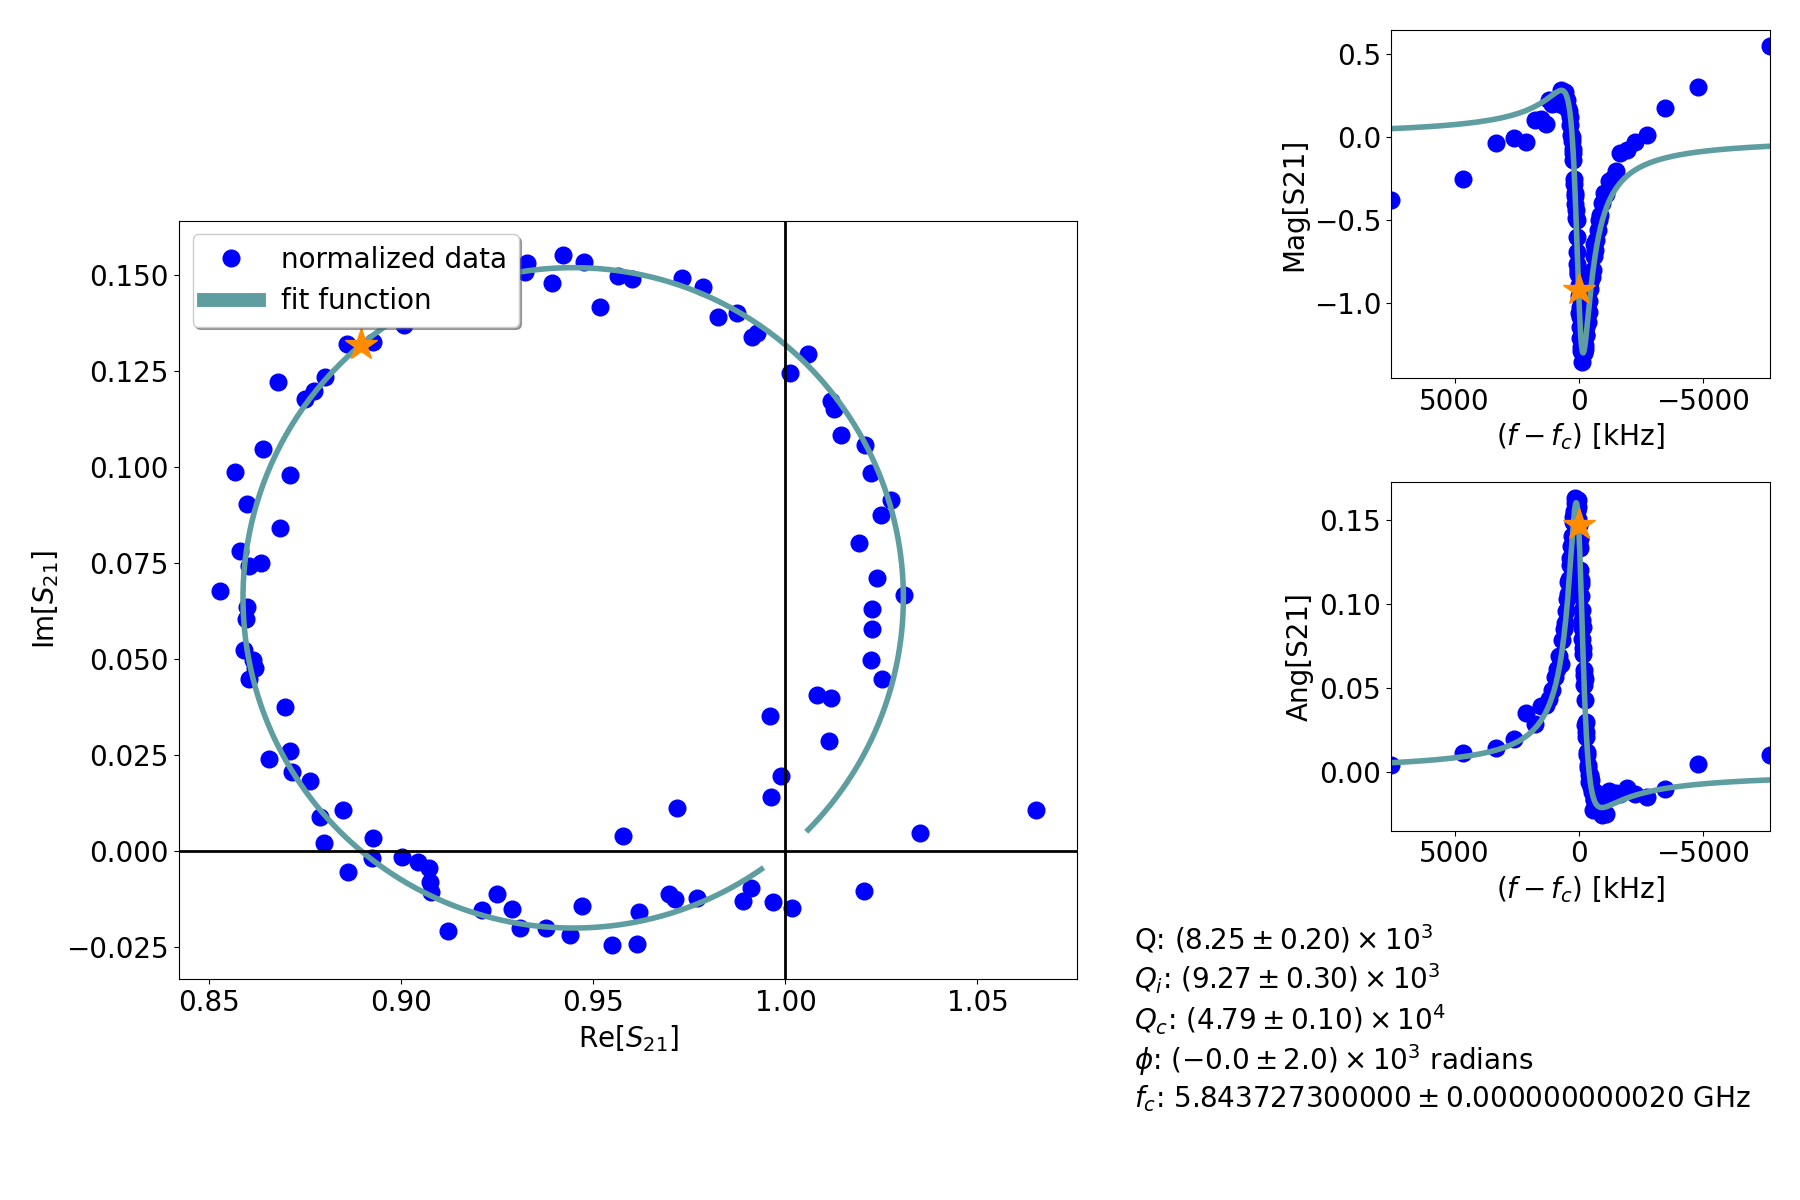 normalized data
fit function
0.150
0.125
0.100
0.075
0.050
0.025
0.000
−0.025
Im[S21]
0.85 0.90 0.95 1.00 1.05
Re[S21]
0.5
0.0
−0.5
−1.0
Mag[S21]
5000 0 −5000
(f − fc) [kHz]
0.15
0.10
0.05
0.00
Ang[S21]
5000 0 −5000
(f − fc) [kHz]
Q: (8.25 ± 0.20) × 10³
Qi: (9.27 ± 0.30) × 10³
Qc: (4.79 ± 0.10) × 10⁴
ϕ: (−0.0 ± 2.0) × 10³ radians
fc: 5.843727300000 ± 0.000000000020 GHz